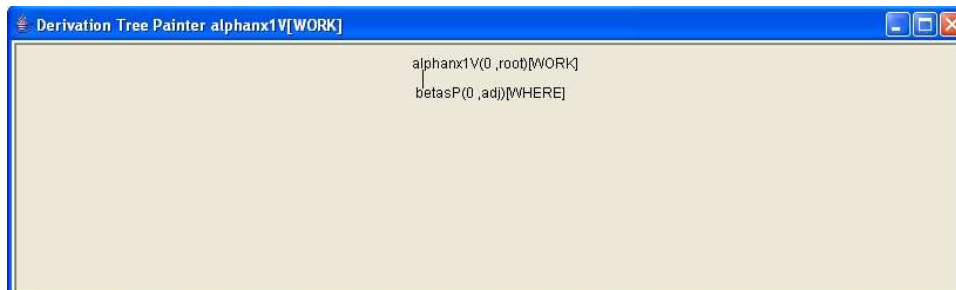 Derivation Tree Painter alphanx1V[WORK]
alphanx1V(0 ,root)[WORK]
betasP(0 ,adj)[WHERE]